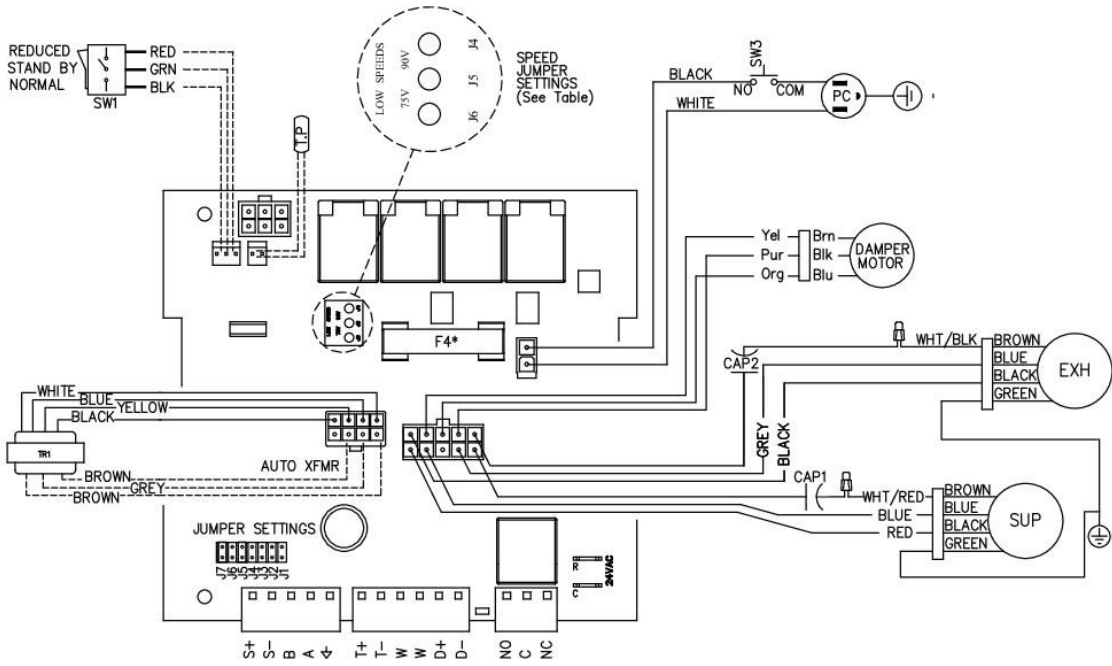 REDUCED
STAND BY
NORMAL
SW1
RED
GRN
BLK
T.P
LOW SPEEDS
75V 90V
J6 J5 J4
SPEED
JUMPER
SETTINGS
(See Table)
BLACK
WHITE
SW3
NO COM
PC
Yel Brn
Pur Blk
Org Blu
DAMPER
MOTOR
F4*
WHT/BLK
CAP2
BROWN
BLUE
BLACK
GREEN
EXH
GREY
BLACK
WHITE
BLUE
YELLOW
BLACK
TR1
BROWN
GREY
BROWN
AUTO XFMR
CAP1
WHT/RED
BLUE
RED
BROWN
BLUE
BLACK
GREEN
SUP
JUMPER SETTINGS
J7 J6 J5 J4 J3 J2 J1
R
C
24VAC
S+ S- B A
T+ T- W W D+ D-
NO C NC